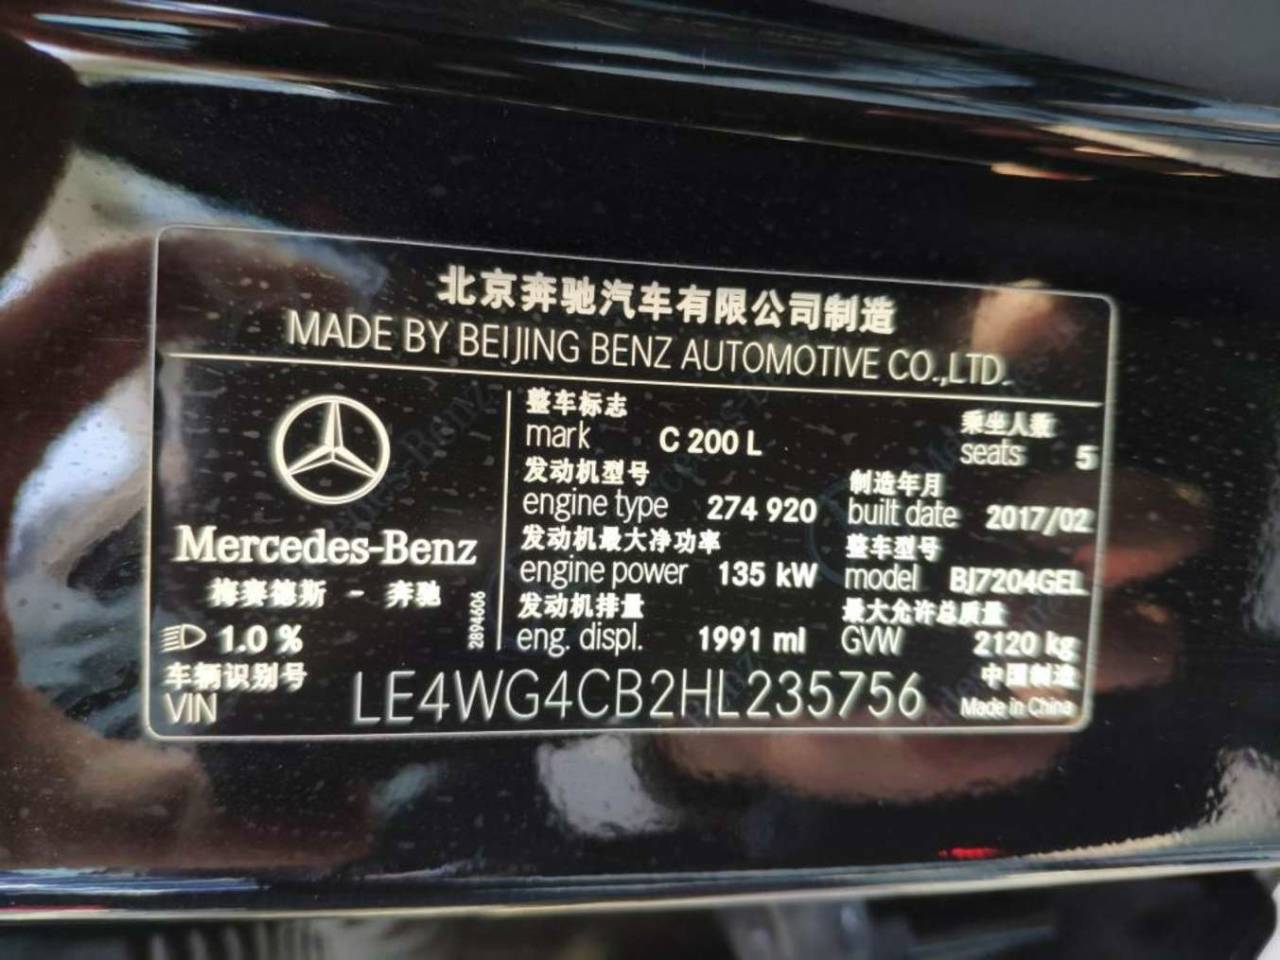 北京奔驰汽车有限公司制造
MADE BY BEIJING BENZ AUTOMOTIVE CO.,LTD.
Mercedes-Benz
梅赛德斯 - 奔驰
1.0 %
2894606
整车标志
mark C 200 L
乘坐人数
seats 5
发动机型号
engine type 274 920
制造年月
built date 2017/02
发动机最大净功率
engine power 135 kW
整车型号
model BJ7204GEL
发动机排量
eng. displ. 1991 ml
最大允许总质量
GVW 2120 kg
车辆识别号
VIN LE4WG4CB2HL235756
中国制造
Made in China